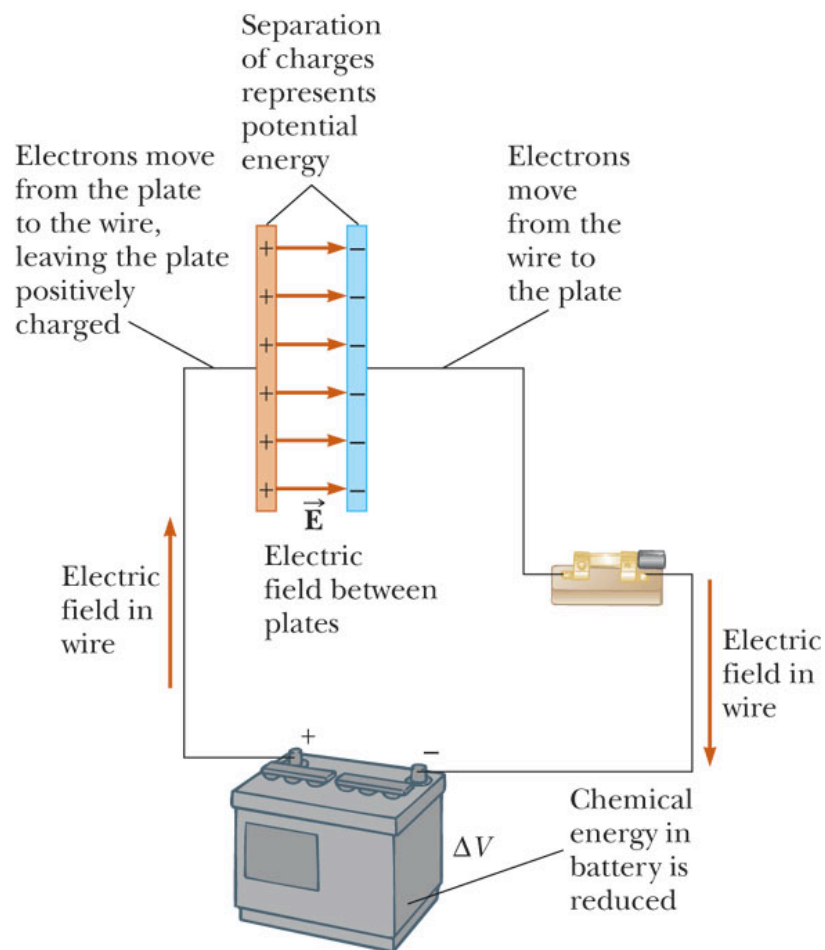 Separation
of charges
represents
potential
energy
Electrons move
from the plate
to the wire,
leaving the plate
positively
charged
Electrons
move
from the
wire to
the plate
+ −
+ −
+ −
+ −
+ −
+ −
E
Electric
field between
plates
Electric
field in
wire
Electric
field in
wire
+
−
ΔV
Chemical
energy in
battery is
reduced